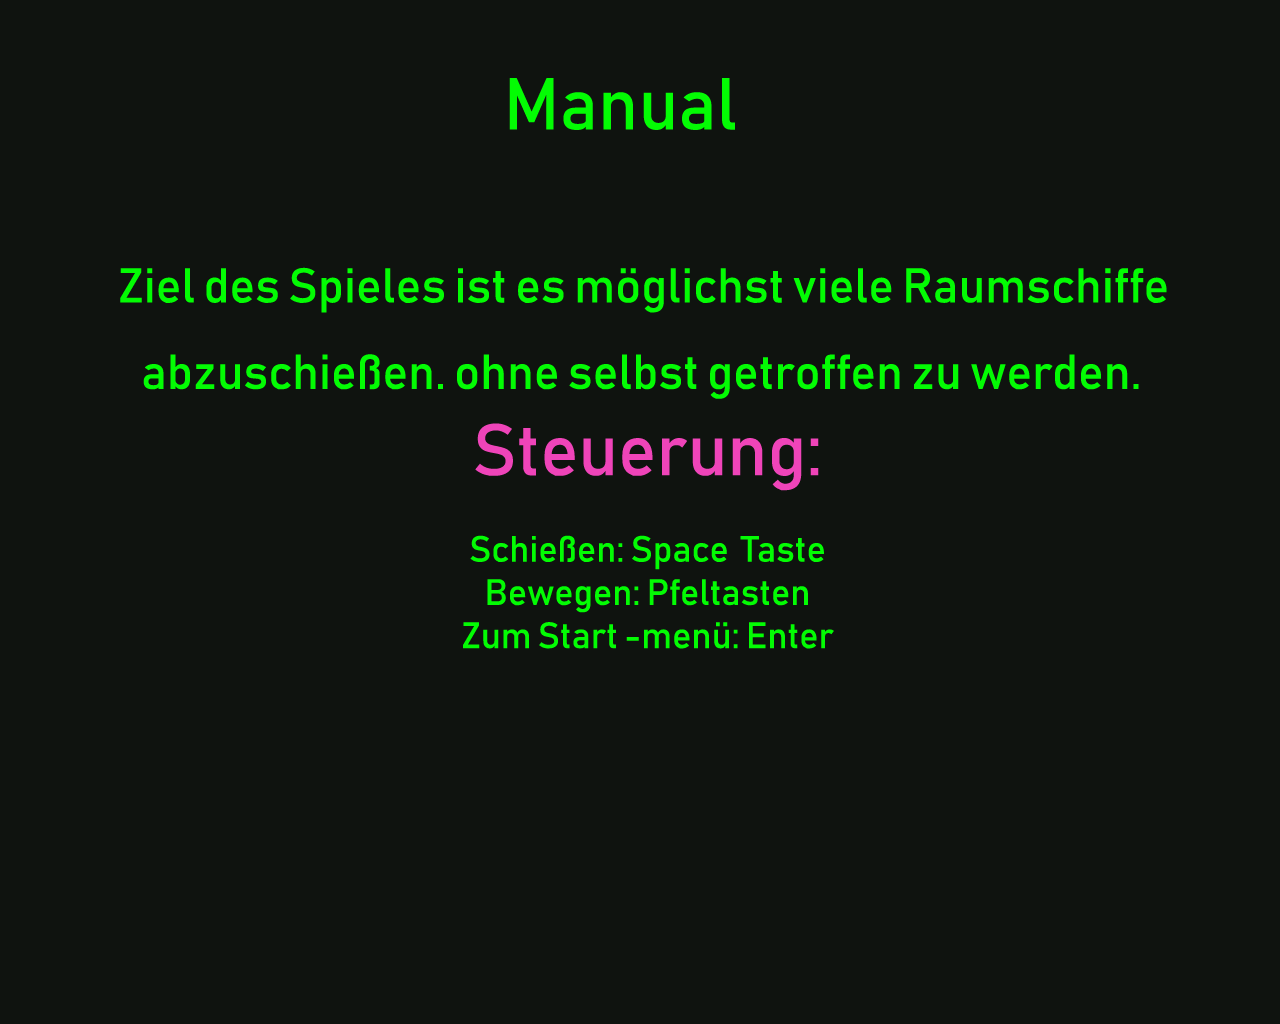 Manual
Ziel des Spieles ist es möglichst viele Raumschiffe
abzuschießen. ohne selbst getroffen zu werden.
Steuerung:
Schießen: Space  Taste
Bewegen: Pfeltasten
Zum Start -menü: Enter